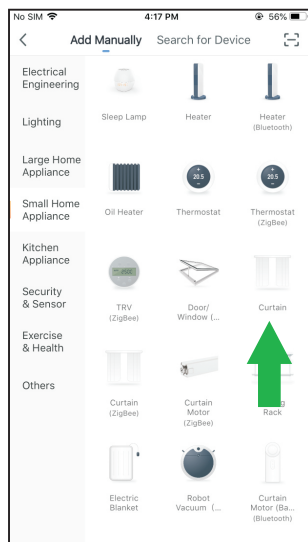 No SIM 4:17 PM 56%
Add Manually Search for Device
Electrical
Engineering
Lighting
Large Home
Appliance
Small Home
Appliance
Kitchen
Appliance
Security
& Sensor
Exercise
& Health
Others
Sleep Lamp Heater Heater
(Bluetooth)
20.5 20.5
Oil Heater Thermostat Thermostat
(ZigBee)
TRV Door/ Curtain
(ZigBee) Window (...
Curtain Curtain
(ZigBee) Motor Rack
(ZigBee)
Electric Robot Curtain
Blanket Vacuum (... Motor (Ba...
(Bluetooth)